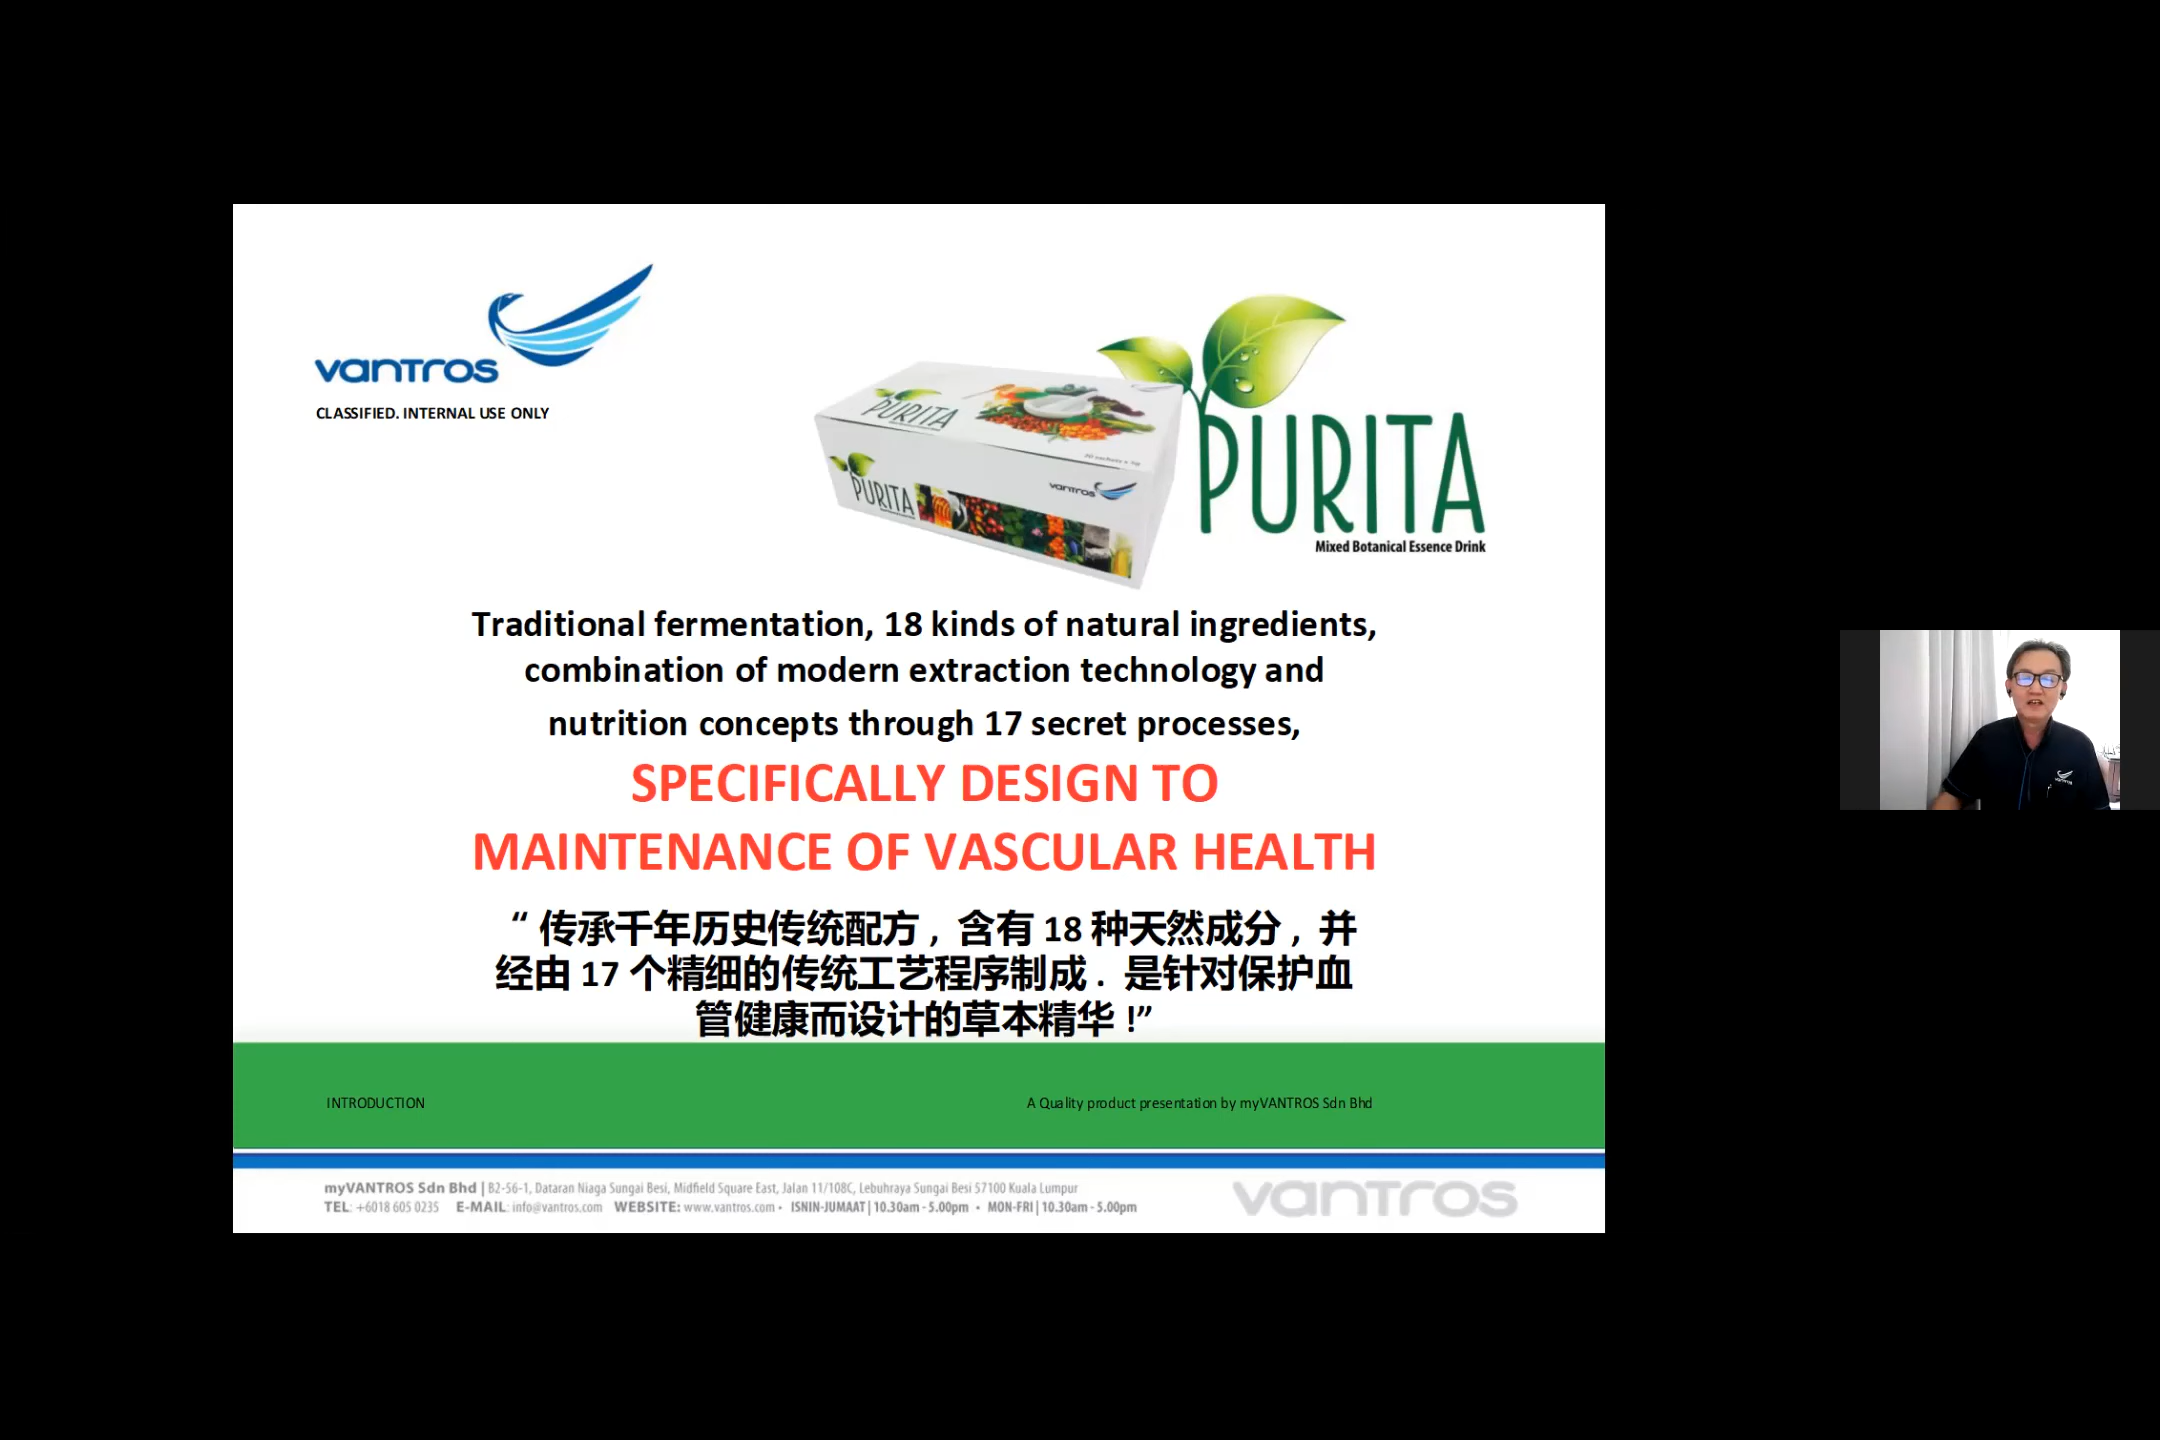 vantros
CLASSIFIED. INTERNAL USE ONLY
PURITA
20 sachets x 5g
vantros
PURITA
PURITA
Mixed Botanical Essence Drink
Traditional fermentation, 18 kinds of natural ingredients,
combination of modern extraction technology and
nutrition concepts through 17 secret processes,
SPECIFICALLY DESIGN TO
MAINTENANCE OF VASCULAR HEALTH
“ 传承千年历史传统配方 , 含有 18 种天然成分 , 并
经由 17 个精细的传统工艺程序制成 . 是针对保护血
管健康而设计的草本精华 !”
INTRODUCTION
A Quality product presentation by myVANTROS Sdn Bhd
myVANTROS Sdn Bhd | B2-56-1, Dataran Niaga Sungai Besi, Midfield Square East, Jalan 11/108C, Lebuhraya Sungai Besi 57100 Kuala Lumpur
TEL: +6018 605 0235 E-MAIL: info@vantros.com WEBSITE: www.vantros.com • ISNIN-JUMAAT | 10.30am - 5.00pm • MON-FRI | 10.30am - 5.00pm
vantros
vantros